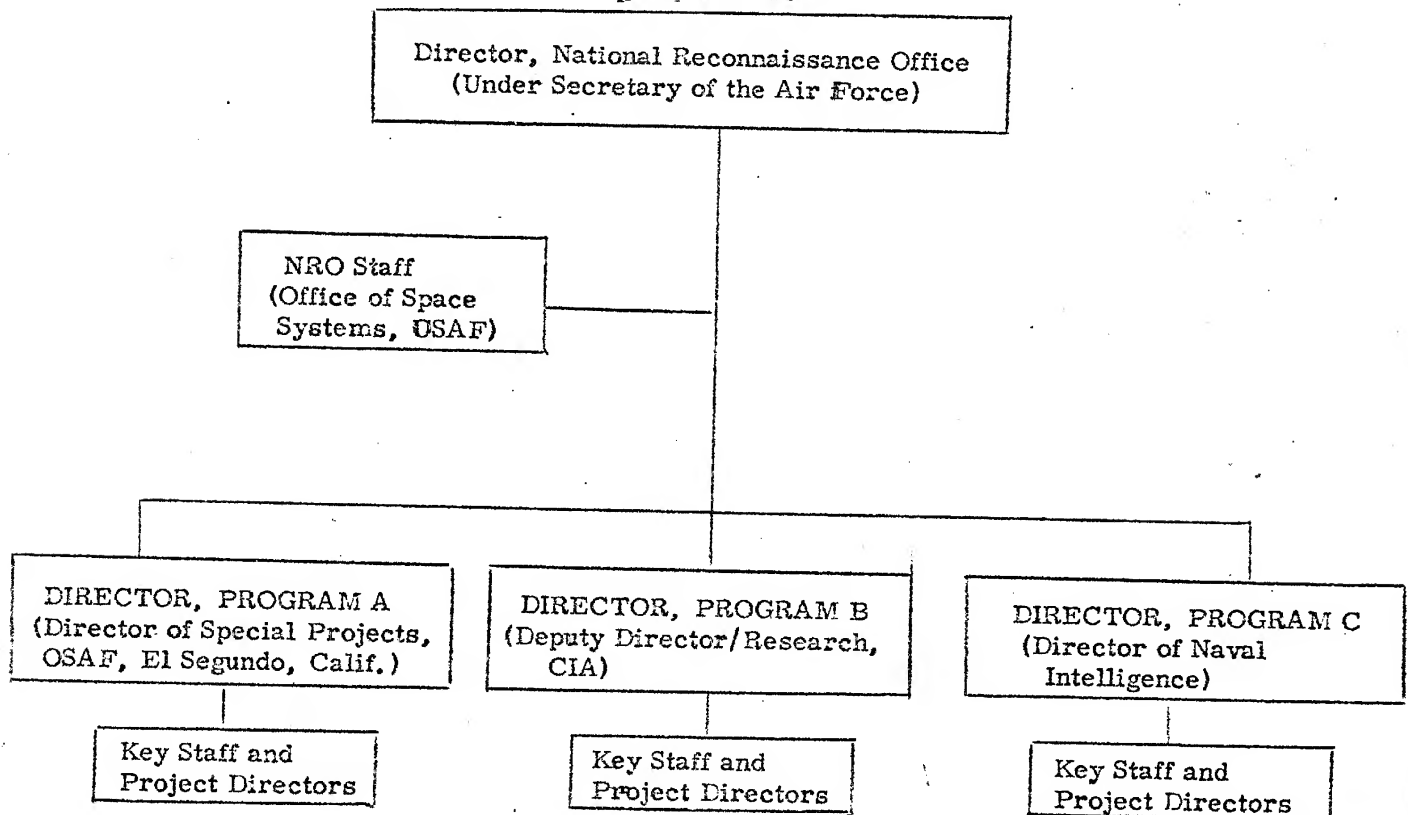 Director, National Reconnaissance Office
(Under Secretary of the Air Force)
NRO Staff
(Office of Space
Systems, OSAF)
DIRECTOR, PROGRAM A
(Director of Special Projects,
OSAF, El Segundo, Calif.)
DIRECTOR, PROGRAM B
(Deputy Director/Research,
CIA)
DIRECTOR, PROGRAM C
(Director of Naval
Intelligence)
Key Staff and
Project Directors
Key Staff and
Project Directors
Key Staff and
Project Directors